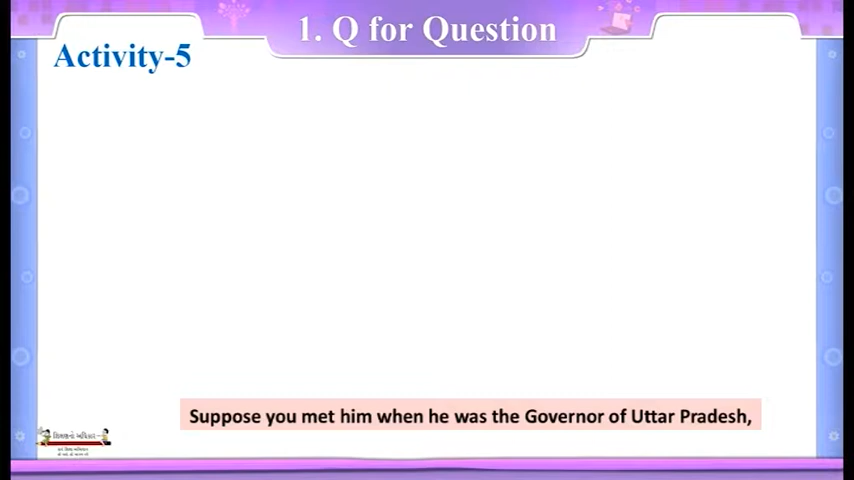 1. Q for Question
Activity-5
Suppose you met him when he was the Governor of Uttar Pradesh,